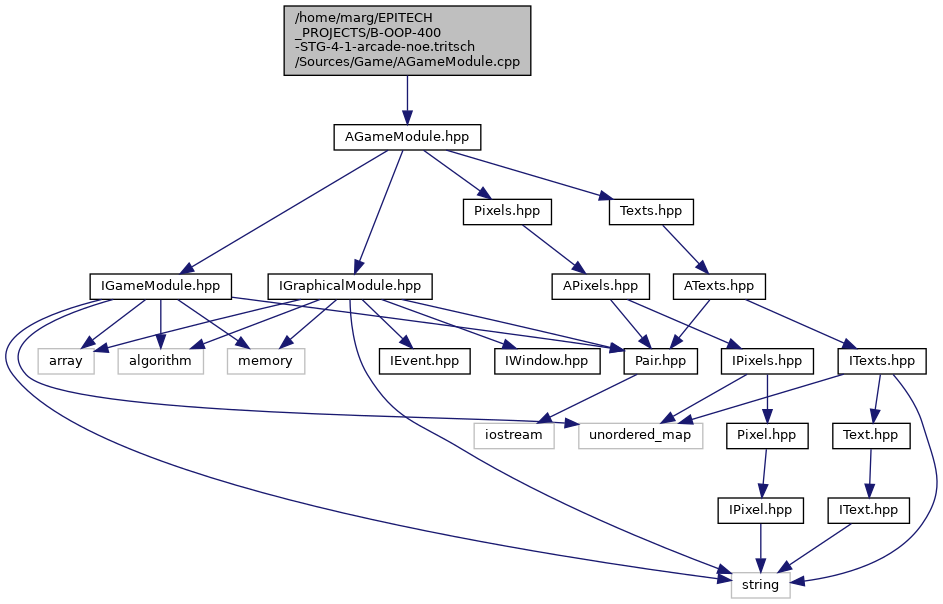 /home/marg/EPITECH
_PROJECTS/B-OOP-400
-STG-4-1-arcade-noe.tritsch
/Sources/Game/AGameModule.cpp
AGameModule.hpp
Pixels.hpp
Texts.hpp
IGameModule.hpp
IGraphicalModule.hpp
APixels.hpp
ATexts.hpp
array
algorithm
memory
IEvent.hpp
IWindow.hpp
Pair.hpp
IPixels.hpp
ITexts.hpp
iostream
unordered_map
Pixel.hpp
Text.hpp
IPixel.hpp
IText.hpp
string